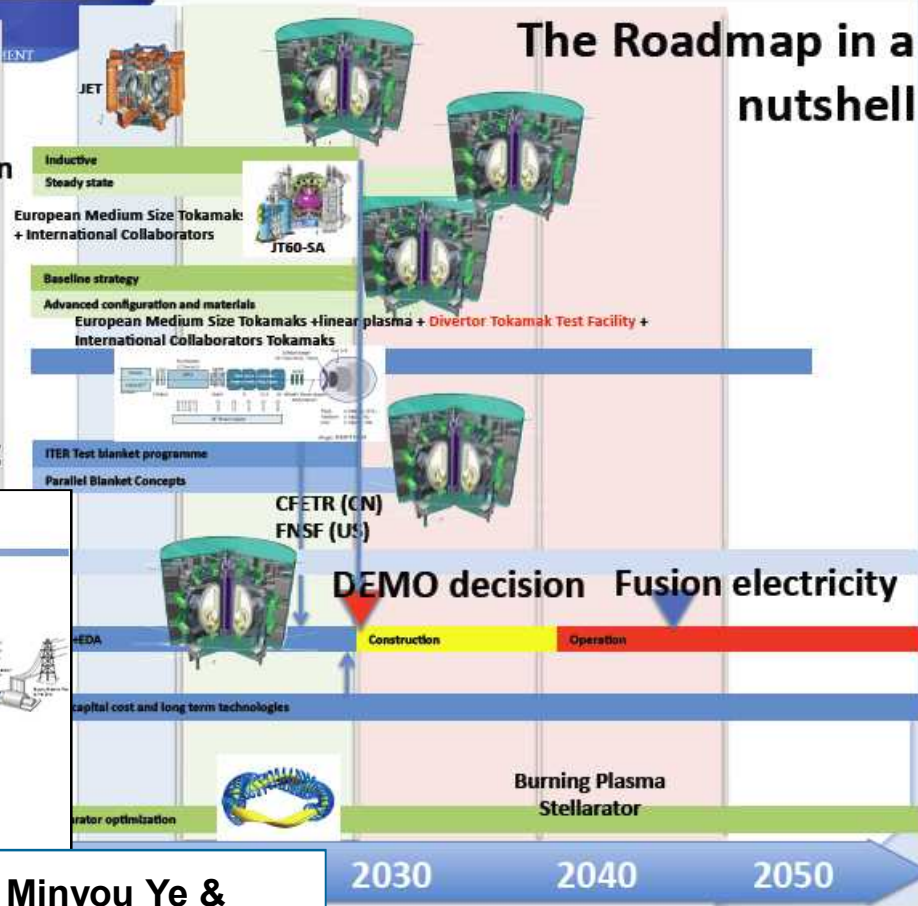 MENT
The Roadmap in a
nutshell
JET
n
Inductive
Steady state
European Medium Size Tokamaks
+ International Collaborators
JT60-SA
Baseline strategy
Advanced configuration and materials
European Medium Size Tokamaks +linear plasma + Divertor Tokamak Test Facility +
International Collaborators Tokamaks
ITER Test blanket programme
Parallel Blanket Concepts
CFETR (CN)
FNSF (US)
DEMO decision
Fusion electricity
+EDA
Construction
Operation
capital cost and long term technologies
Burning Plasma
Stellarator
arator optimization
2030
2040
2050
Minyou Ye &